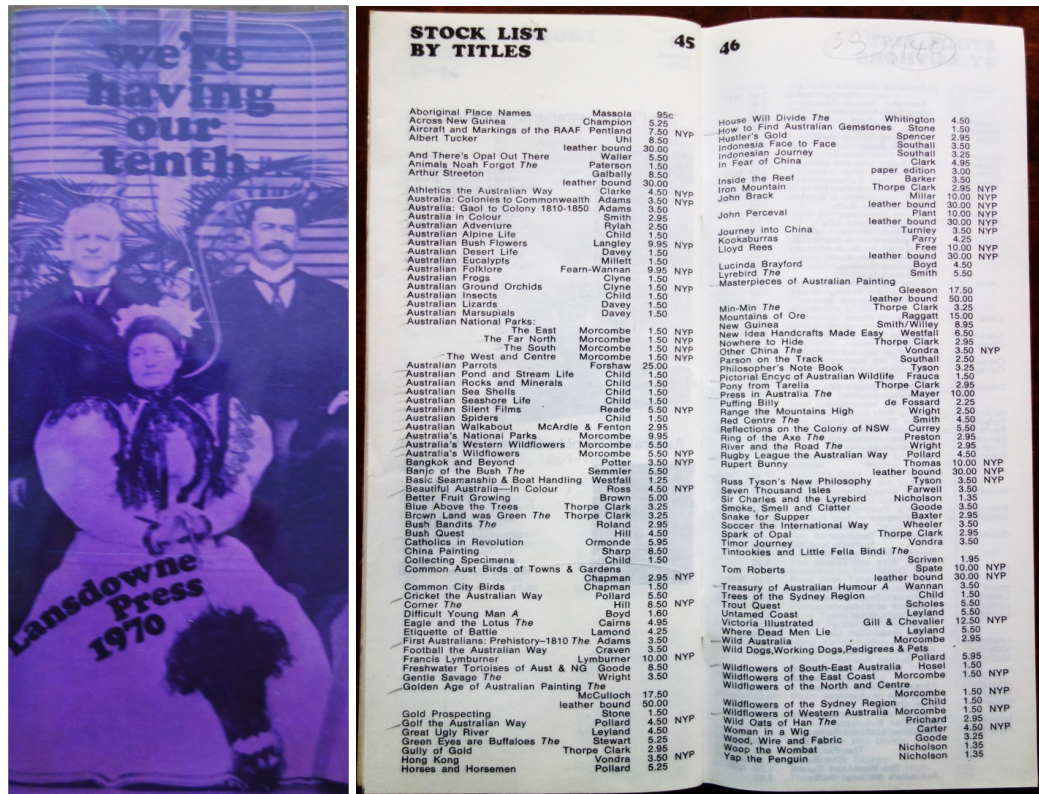 we're
having
our
tenth
Lansdowne
Press
1970
STOCK LIST
BY TITLES
45
Aboriginal Place Names Massola .95c
Across New Guinea Champion 5.25
Aircraft and Markings of the RAAF Pentland 7.50 NYP
Albert Tucker Uhl 8.50
leather bound 30.00
And There's Opal Out There Waller 5.50
Animals Noah Forgot The Paterson 1.50
Arthur Streeton Galbally 8.50
leather bound 30.00
Athletics the Australian Way Clarke 4.50 NYP
Australia: Colonies to Commonwealth Adams 3.50 NYP
Australia: Gaol to Colony 1810-1850 Adams 3.50
Australia in Colour Smith 2.95
Australian Adventure Rylah 2.50
Australian Alpine Life Child 1.50
Australian Bush Flowers Langley 9.95 NYP
Australian Desert Life Davey 1.50
Australian Eucalypts Millett 1.50
Australian Folklore Fearn-Wannan 9.95 NYP
Australian Frogs Clyne 1.50
Australian Ground Orchids Clyne 1.50 NYP
Australian Insects Child 1.50
Australian Lizards Davey 1.50
Australian Marsupials Davey 1.50
Australian National Parks:
The East Morcombe 1.50 NYP
The Far North Morcombe 1.50 NYP
The South Morcombe 1.50 NYP
The West and Centre Morcombe 1.50 NYP
Australian Parrots Forshaw 25.00
Australian Pond and Stream Life Child 1.50
Australian Rocks and Minerals Child 1.50
Australian Sea Shells Child 1.50
Australian Seashore Life Child 1.50
Australian Silent Films Reade 5.50 NYP
Australian Spiders Child 1.50
Australian Walkabout McArdle & Fenton 2.95
Australia's National Parks Morcombe 9.95
Australia's Western Wildflowers Morcombe 5.50
Australia's Wildflowers Morcombe 5.50 NYP
Bangkok and Beyond Potter 3.50 NYP
Banjo of the Bush The Semmler 5.50
Basic Seamanship & Boat Handling Westfall 1.25
Beautiful Australia—In Colour Ross 4.50 NYP
Better Fruit Growing Brown 5.00
Blue Above the Trees Thorpe Clark 3.25
Brown Land was Green The Thorpe Clark 3.25
Bush Bandits The Roland 2.95
Bush Quest Hill 4.50
Catholics in Revolution Ormonde 5.95
China Painting Sharp 8.50
Collecting Specimens Child 1.50
Common Aust Birds of Towns & Gardens
Chapman 2.95 NYP
Common City Birds Chapman 1.50
Cricket the Australian Way Pollard 5.50
Corner The Hill 8.50 NYP
Difficult Young Man A Boyd 1.60
Eagle and the Lotus The Cairns 4.95
Etiquette of Battle Lamond 4.25
First Australians: Prehistory–1810 The Adams 3.50
Football the Australian Way Craven 3.50
Francis Lymburner Lymburner 10.00 NYP
Freshwater Tortoises of Aust & NG Goode 8.50
Gentle Savage The Wright 3.50
Golden Age of Australian Painting The
McCulloch 17.50
leather bound 50.00
Gold Prospecting Stone 1.50
Golf the Australian Way Pollard 4.50 NYP
Great Ugly River Leyland 4.50
Green Eyes are Buffaloes The Stewart 5.25
Gully of Gold Thorpe Clark 2.95
Hong Kong Vondra 3.50 NYP
Horses and Horsemen Pollard 5.25
46
House Will Divide The Whitington 4.50
How to Find Australian Gemstones Stone 1.50
Hustler's Gold Spencer 2.95
Indonesia Face to Face Southall 3.50
Indonesian Journey Southall 3.25
In Fear of China Clark 4.95
paper edition 3.00
Inside the Reef Barker 3.50
Iron Mountain Thorpe Clark 2.95 NYP
John Brack Millar 10.00 NYP
leather bound 30.00 NYP
John Perceval Plant 10.00 NYP
leather bound 30.00 NYP
Journey into China Turnley 3.50 NYP
Kookaburras Parry 4.25
Lloyd Rees Free 10.00 NYP
leather bound 30.00 NYP
Lucinda Brayford Boyd 4.50
Lyrebird The Smith 5.50
Masterpieces of Australian Painting
Gleeson 17.50
leather bound 50.00
Min-Min The Thorpe Clark 3.25
Mountains of Ore Raggatt 15.00
New Guinea Smith/Willey 8.95
New Idea Handcrafts Made Easy Westfall 6.50
Nowhere to Hide Thorpe Clark 2.95
Other China The Vondra 3.50 NYP
Parson on the Track Southall 2.50
Philosopher's Note Book Tyson 3.25
Pictorial Encyc of Australian Wildlife Frauca 1.50
Pony from Tarella Thorpe Clark 2.95
Press in Australia The Mayer 10.00
Puffing Billy de Fossard 2.25
Range the Mountains High Wright 2.50
Red Centre The Smith 4.50
Reflections on the Colony of NSW Currey 5.50
Ring of the Axe The Preston 2.95
River and the Road The Wright 2.95
Rugby League the Australian Way Pollard 4.50
Rupert Bunny Thomas 10.00 NYP
leather bound 30.00 NYP
Russ Tyson's New Philosophy Tyson 3.50 NYP
Seven Thousand Isles Farwell 3.50
Sir Charles and the Lyrebird Nicholson 1.35
Smoke, Smell and Clatter Goode 3.50
Snake for Supper Baxter 2.95
Soccer the International Way Wheeler 3.50
Spark of Opal Thorpe Clark 2.95
Timor Journey Vondra 3.50
Tintookies and Little Fella Bindi The
Scriven 1.95
Tom Roberts Spate 10.00 NYP
leather bound 30.00 NYP
Treasury of Australian Humour A Wannan 3.50
Trees of the Sydney Region Child 1.50
Trout Quest Scholes 5.50
Untamed Coast Leyland 5.50
Victoria Illustrated Gill & Chevalier 12.50 NYP
Where Dead Men Lie Leyland 5.50
Wild Australia Morcombe 2.95
Wild Dogs,Working Dogs,Pedigrees & Pets
Pollard 5.95
Wildflowers of South-East Australia Hosel 1.50
Wildflowers of the East Coast Morcombe 1.50 NYP
Wildflowers of the North and Centre
Morcombe 1.50 NYP
Wildflowers of the Sydney Region Child 1.50
Wildflowers of Western Australia Morcombe 1.50 NYP
Wild Oats of Han The Prichard 2.95
Woman in a Wig Carter 4.50 NYP
Wood, Wire and Fabric Goode 3.25
Woop the Wombat Nicholson 1.35
Yap the Penguin Nicholson 1.35